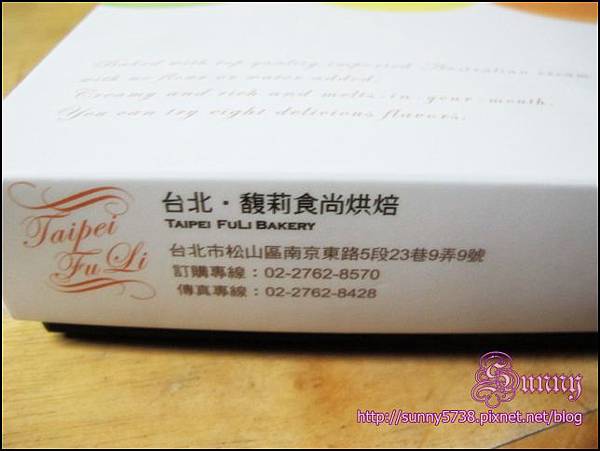 Baked with top quality imported Australian cream
with no flour or water added.
Creamy and rich and melts-in-your-mouth.
You can try eight delicious flavors.
Taipei
Fu Li
台北・馥莉食尚烘焙
TAIPEI FULI BAKERY
台北市松山區南京東路5段23巷9弄9號
訂購專線：02-2762-8570
傳真專線：02-2762-8428
Sunny
http://sunny5738.pixnet.net/blog